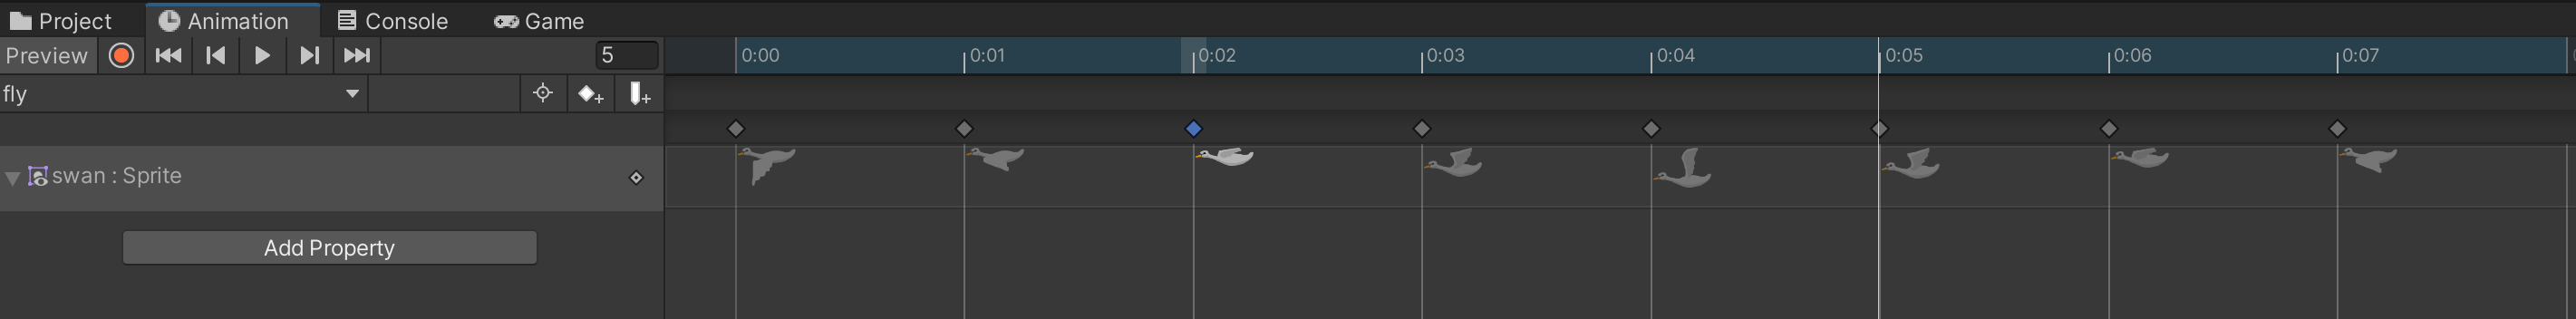 Project Animation Console Game
Preview 5 0:00 0:01 0:02 0:03 0:04 0:05 0:06 0:07
fly
swan : Sprite
Add Property